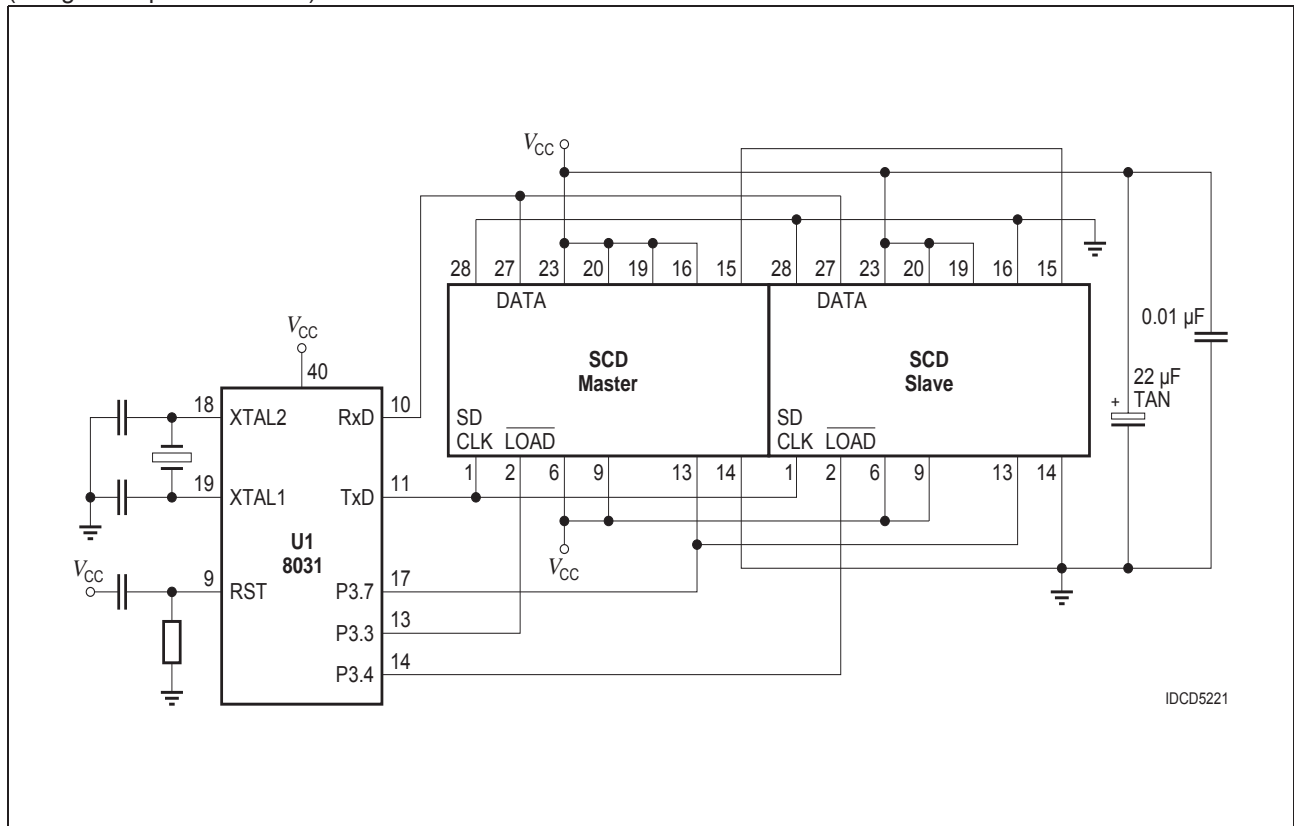 VCC
28 27 23 20 19 16 15 28 27 23 20 19 16 15
DATA DATA
0.01 µF
VCC
SCD
Master
SCD
Slave
40
22 µF
+ TAN
18 XTAL2 RxD 10
SD
CLK LOAD
SD
CLK LOAD
1 2 6 9 13 14 1 2 6 9 13 14
19 XTAL1 TxD 11
U1
8031
VCC
VCC
9 RST P3.7 17
P3.3 13
P3.4 14
IDCD5221